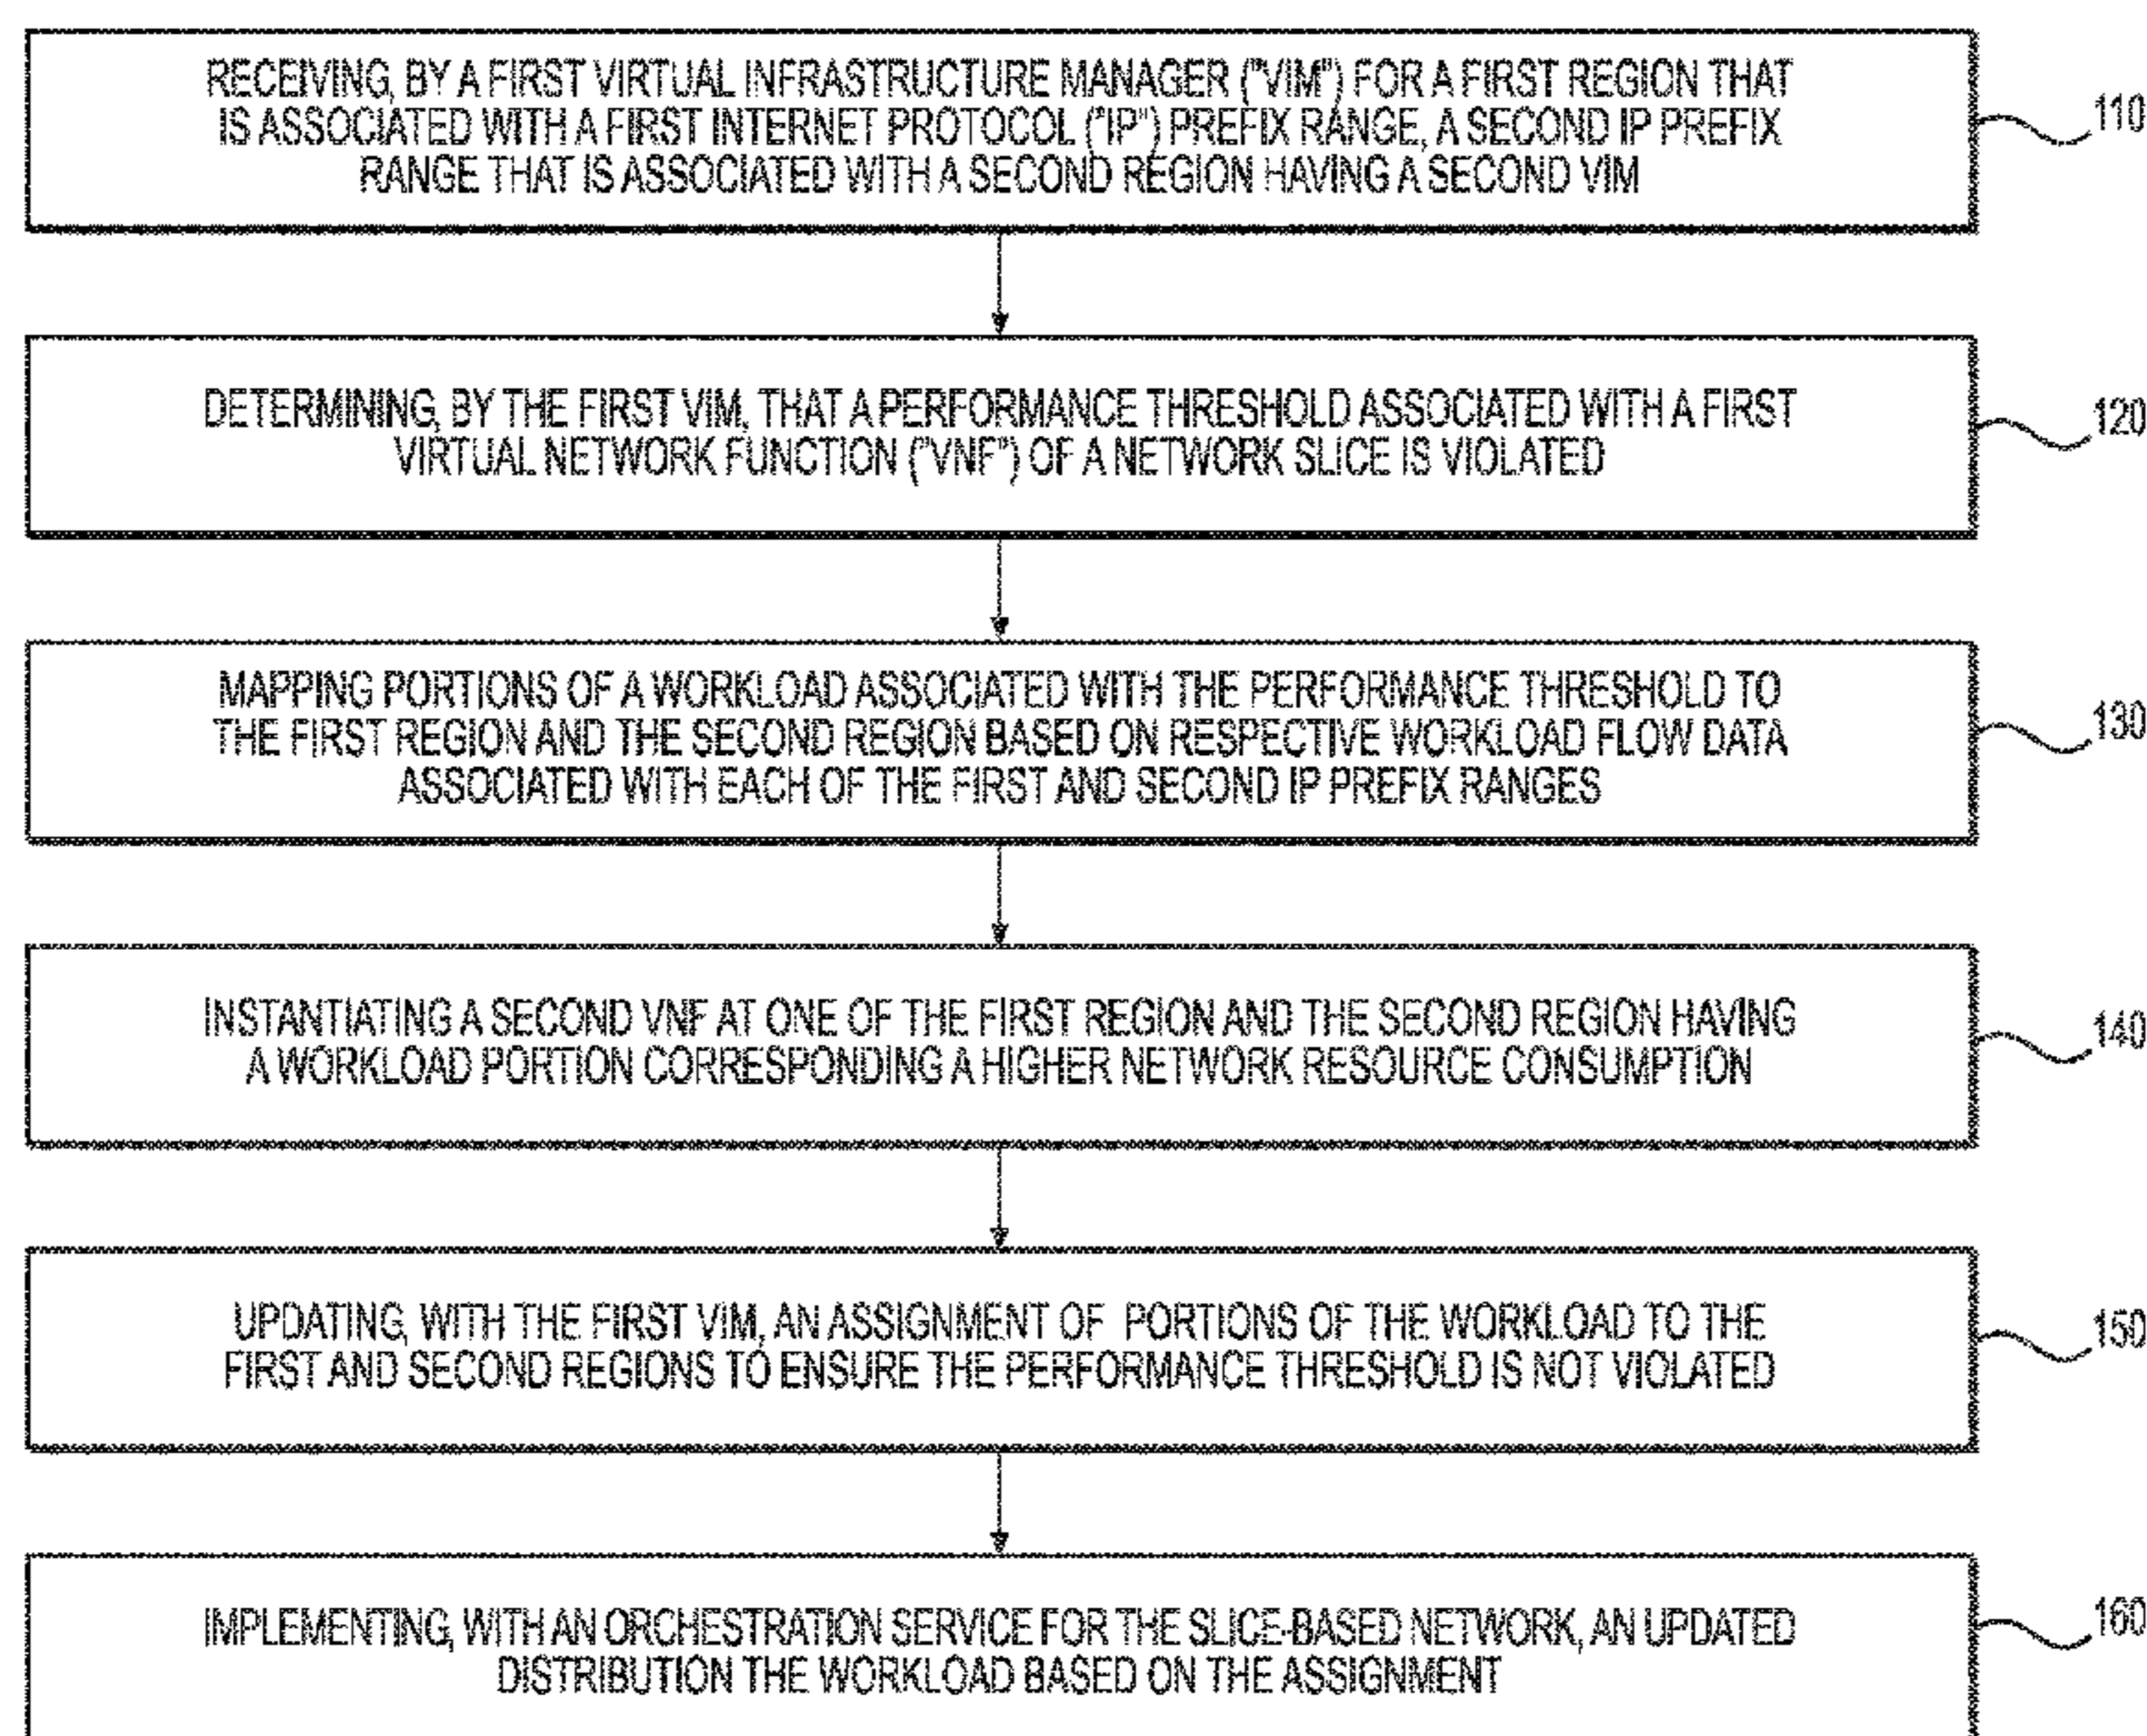 RECEIVING, BY A FIRST VIRTUAL INFRASTRUCTURE MANAGER ("VIM") FOR A FIRST REGION THAT
IS ASSOCIATED WITH A FIRST INTERNET PROTOCOL ("IP") PREFIX RANGE, A SECOND IP PREFIX
RANGE THAT IS ASSOCIATED WITH A SECOND REGION HAVING A SECOND VIM
110
DETERMINING, BY THE FIRST VIM, THAT A PERFORMANCE THRESHOLD ASSOCIATED WITH A FIRST
VIRTUAL NETWORK FUNCTION ("VNF") OF A NETWORK SLICE IS VIOLATED
120
MAPPING PORTIONS OF A WORKLOAD ASSOCIATED WITH THE PERFORMANCE THRESHOLD TO
THE FIRST REGION AND THE SECOND REGION BASED ON RESPECTIVE WORKLOAD FLOW DATA
ASSOCIATED WITH EACH OF THE FIRST AND SECOND IP PREFIX RANGES
130
INSTANTIATING A SECOND VNF AT ONE OF THE FIRST REGION AND THE SECOND REGION HAVING
A WORKLOAD PORTION CORRESPONDING A HIGHER NETWORK RESOURCE CONSUMPTION
140
UPDATING, WITH THE FIRST VIM, AN ASSIGNMENT OF PORTIONS OF THE WORKLOAD TO THE
FIRST AND SECOND REGIONS TO ENSURE THE PERFORMANCE THRESHOLD IS NOT VIOLATED
150
IMPLEMENTING, WITH AN ORCHESTRATION SERVICE FOR THE SLICE-BASED NETWORK, AN UPDATED
DISTRIBUTION THE WORKLOAD BASED ON THE ASSIGNMENT
160